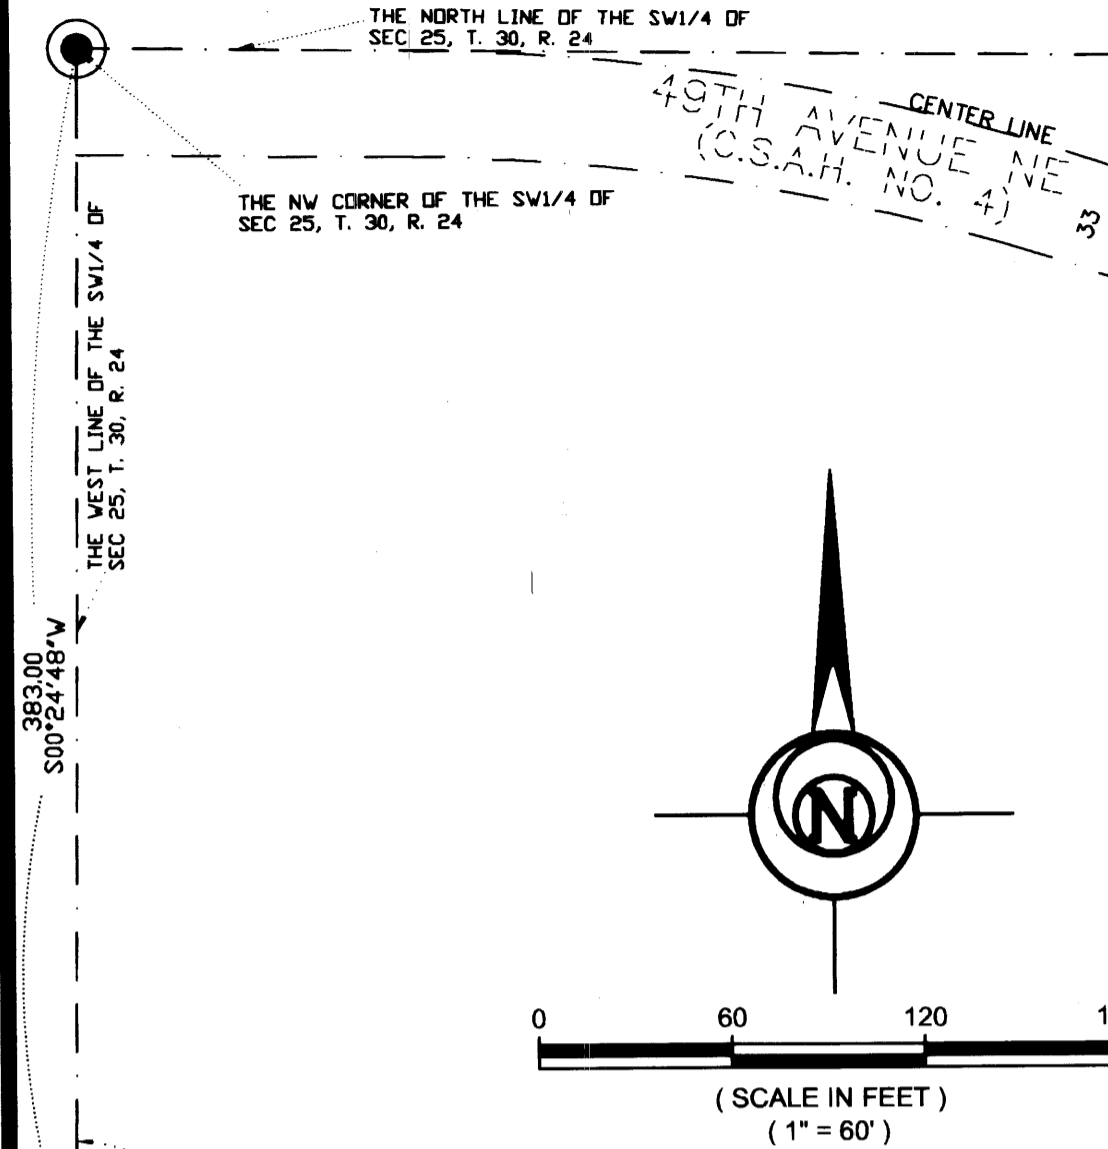 THE NORTH LINE OF THE SW1/4 OF
SEC 25, T. 30, R. 24
CENTER LINE
49TH AVENUE NE
(C.S.A.H. NO. 4)
33
THE NW CORNER OF THE SW1/4 OF
SEC 25, T. 30, R. 24
THE WEST LINE OF THE SW1/4 OF
SEC 25, T. 30, R. 24
383.00
S00°24'48"W
N
0 60 120
( SCALE IN FEET )
( 1" = 60' )